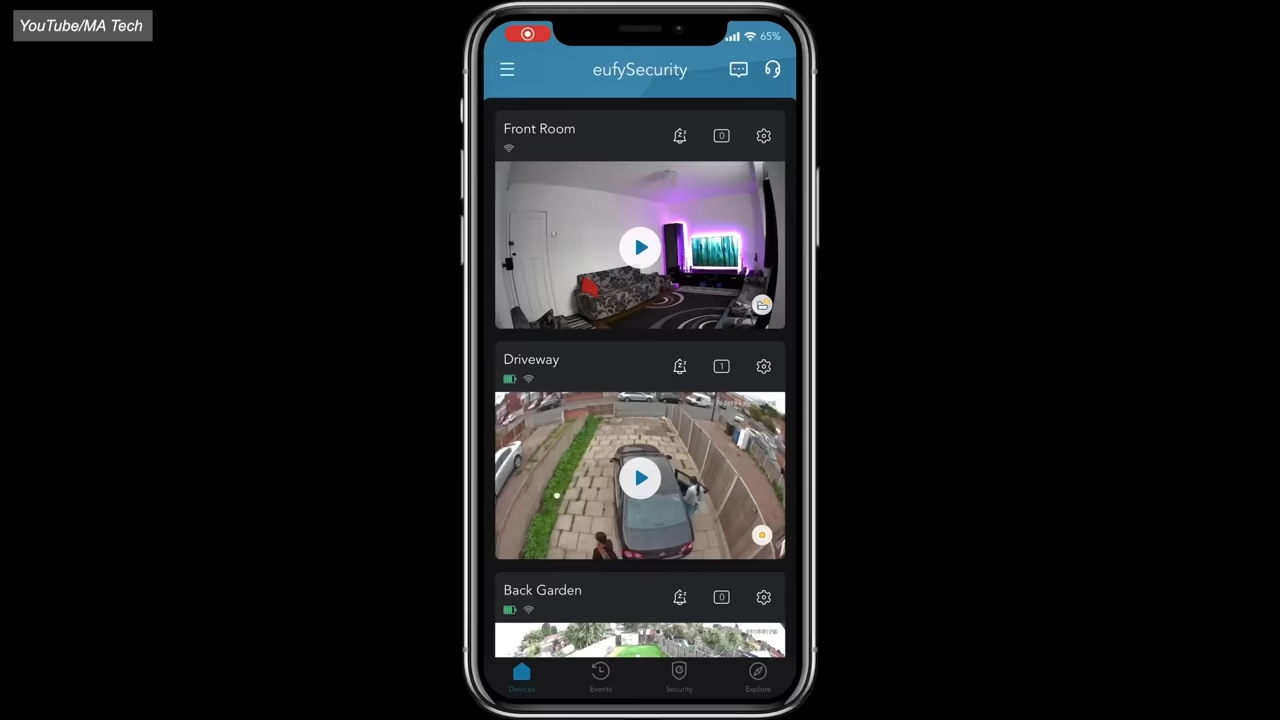 YouTube/MA Tech
65%
eufySecurity
Front Room
0
Driveway
1
Back Garden
0
Devices
Events
Security
Explore